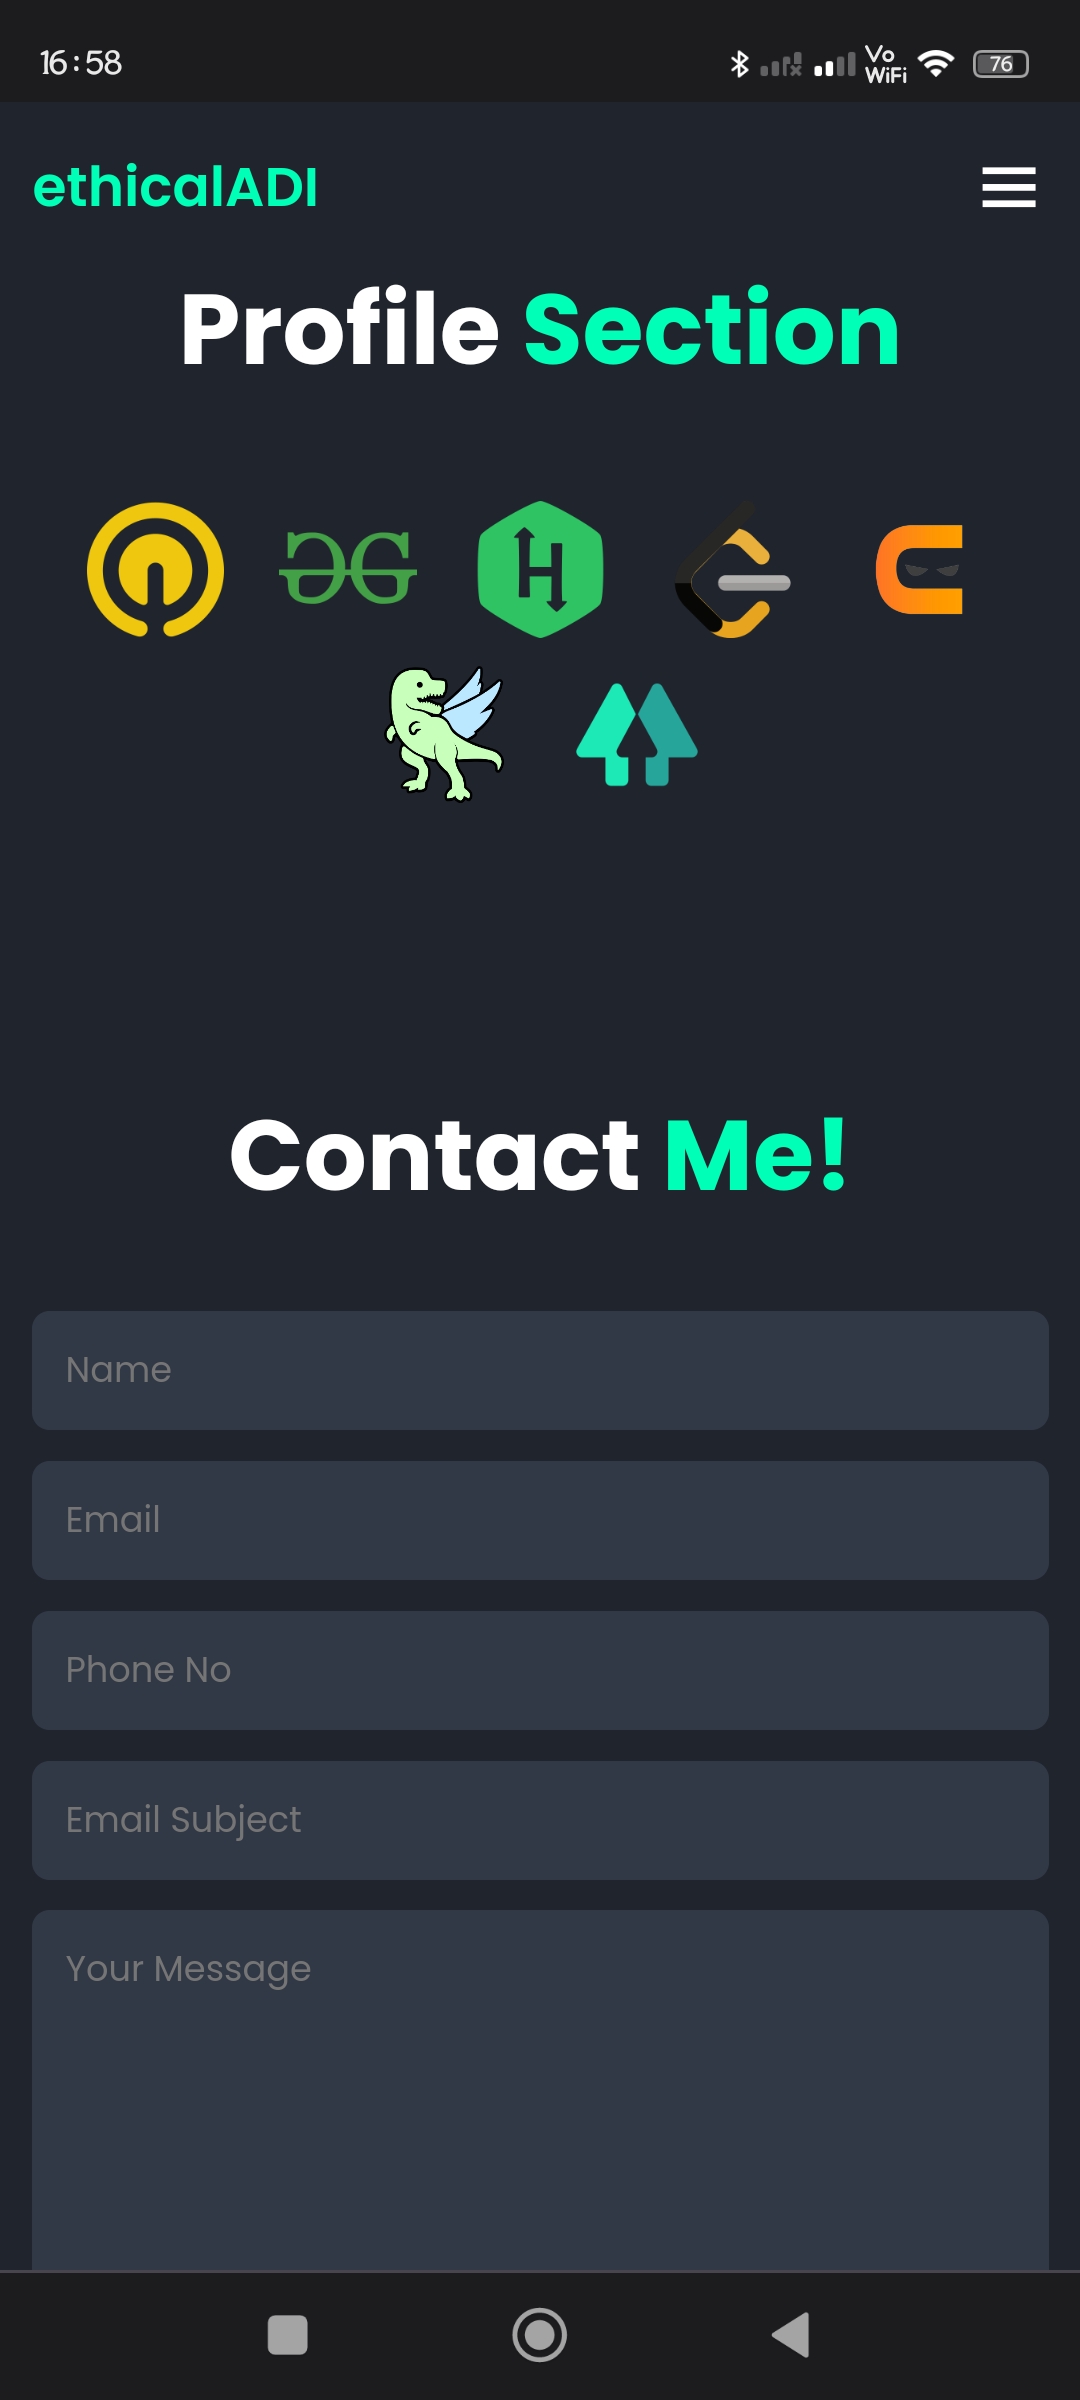 16:58
Vo
WiFi
76
ethicalADI
Profile Section
Contact Me!
Name
Email
Phone No
Email Subject
Your Message